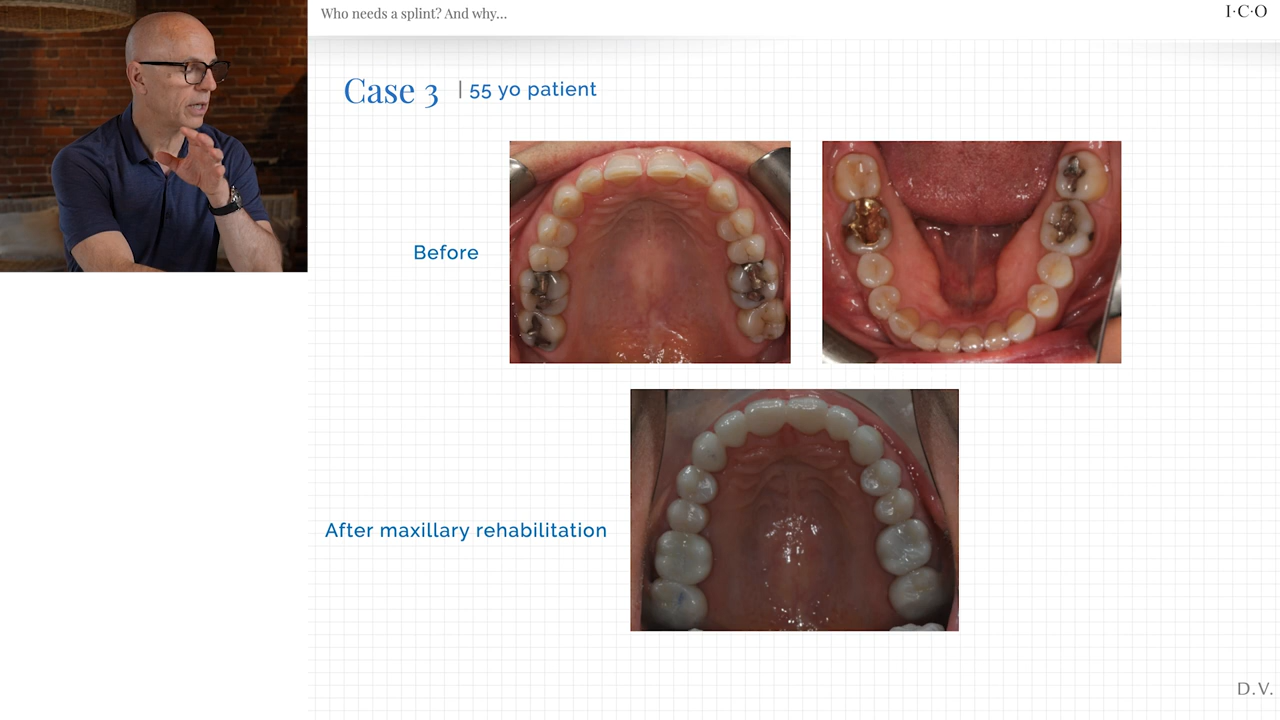 Who needs a splint? And why...
I·C·O
Case 3 | 55 yo patient
Before
After maxillary rehabilitation
D.V.